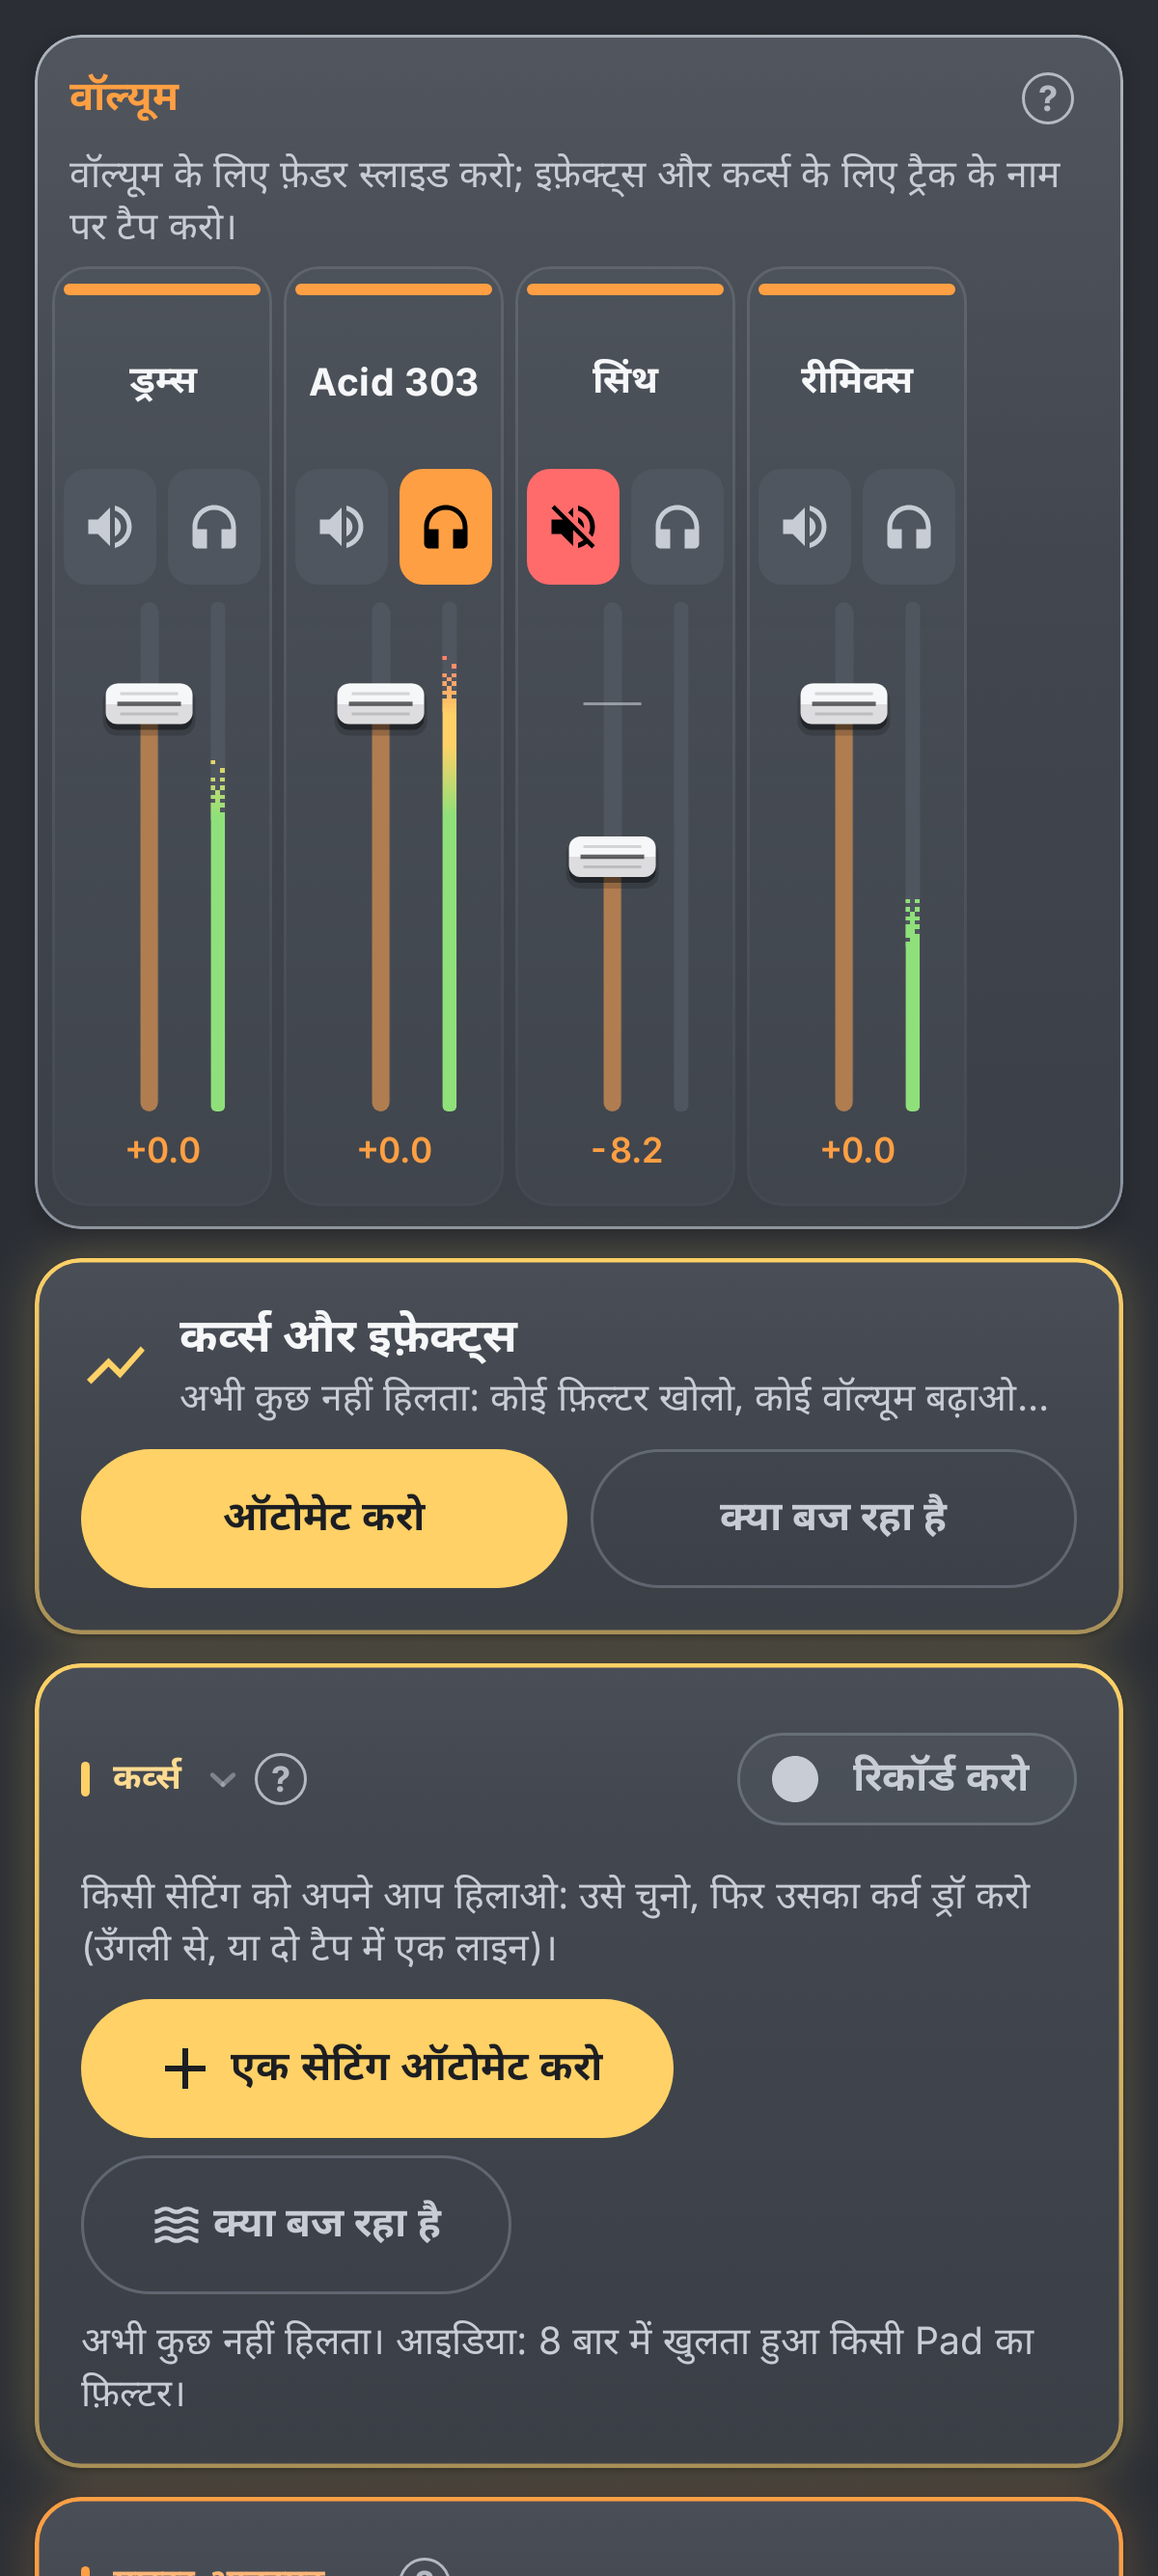 वॉल्यूम
?
वॉल्यूम के लिए फ़ेडर स्लाइड करो; इफ़ेक्ट्स और कर्व्स के लिए ट्रैक के नाम
पर टैप करो।
ड्रम्स Acid 303 सिंथ रीमिक्स
+0.0 +0.0 -8.2 +0.0
कर्व्स और इफ़ेक्ट्स
अभी कुछ नहीं हिलता: कोई फ़िल्टर खोलो, कोई वॉल्यूम बढ़ाओ...
ऑटोमेट करो क्या बज रहा है
कर्व्स ? रिकॉर्ड करो
किसी सेटिंग को अपने आप हिलाओ: उसे चुनो, फिर उसका कर्व ड्रॉ करो
(उँगली से, या दो टैप में एक लाइन)।
+ एक सेटिंग ऑटोमेट करो
क्या बज रहा है
अभी कुछ नहीं हिलता। आइडिया: 8 बार में खुलता हुआ किसी Pad का
फ़िल्टर।